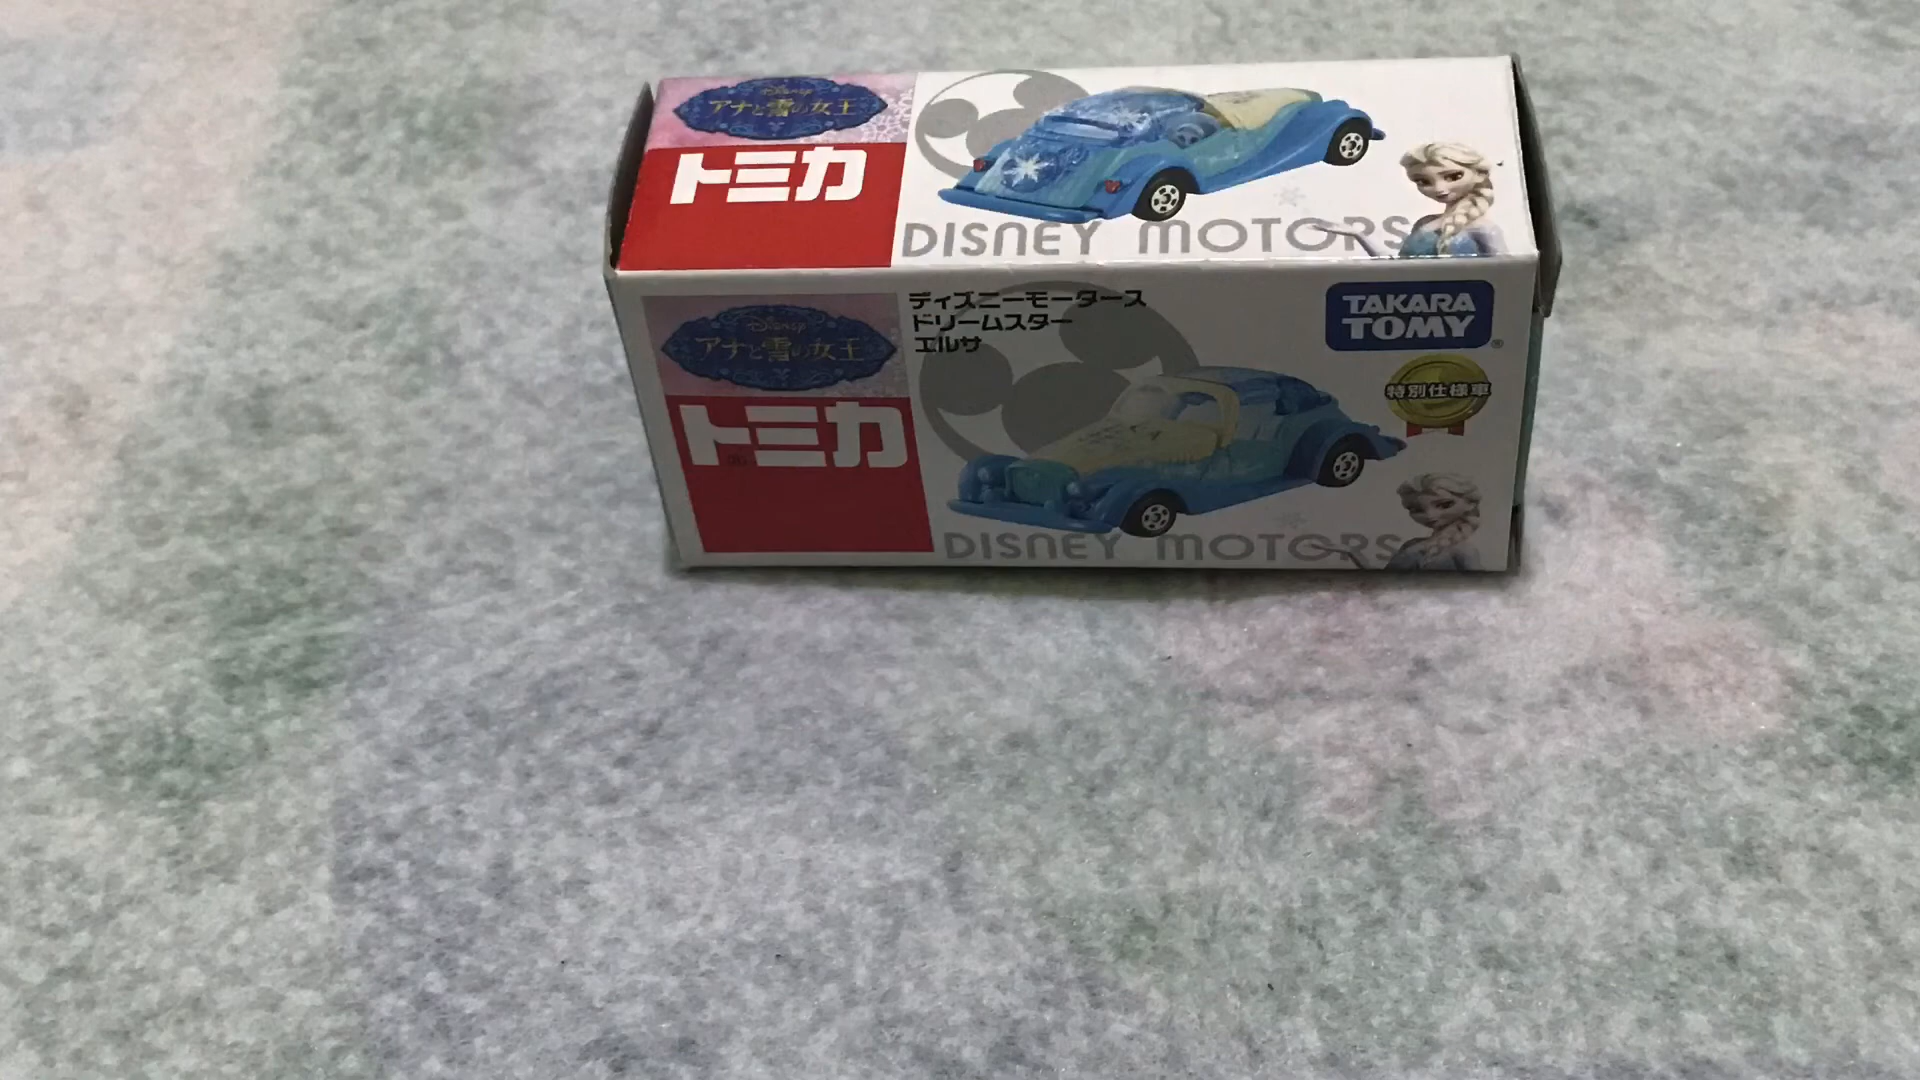 Disney
アナと雪の女王
トミカ
DISNEY MOTORS
Disney
アナと雪の女王
トミカ
ディズニーモータース
ドリームスター
エルサ
TAKARA
TOMY
特別仕様車
DISNEY MOTORS